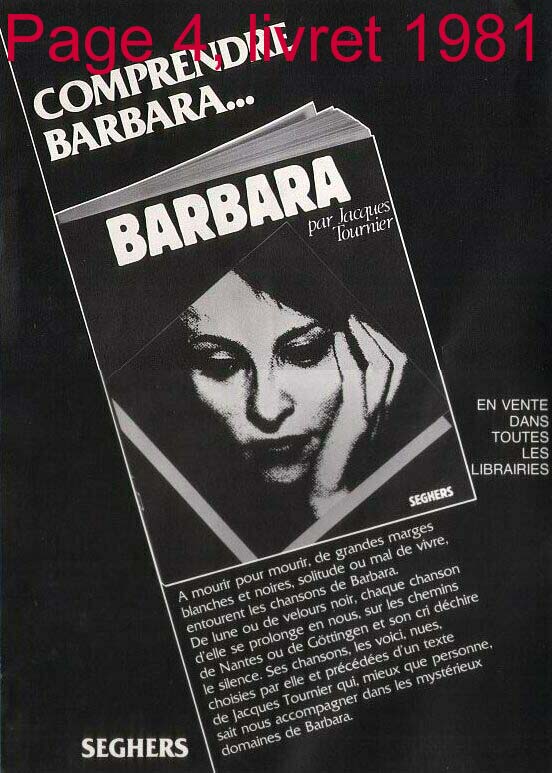 Page 4, livret 1981
COMPRENDRE
BARBARA...
BARBARA
par Jacques
Tournier
SEGHERS
EN VENTE
DANS
TOUTES
LES
LIBRAIRIES
A mourir pour mourir, de grandes marges
blanches et noires, solitude ou mal de vivre,
entourent les chansons de Barbara.
De lune ou de velours noir, chaque chanson
d'elle se prolonge en nous, sur les chemins
de Nantes ou de Göttingen et son cri déchire
le silence. Ses chansons, les voici, nues,
choisies par elle et précédées d'un texte
de Jacques Tournier qui, mieux que personne,
sait nous accompagner dans les mystérieux
domaines de Barbara.
SEGHERS